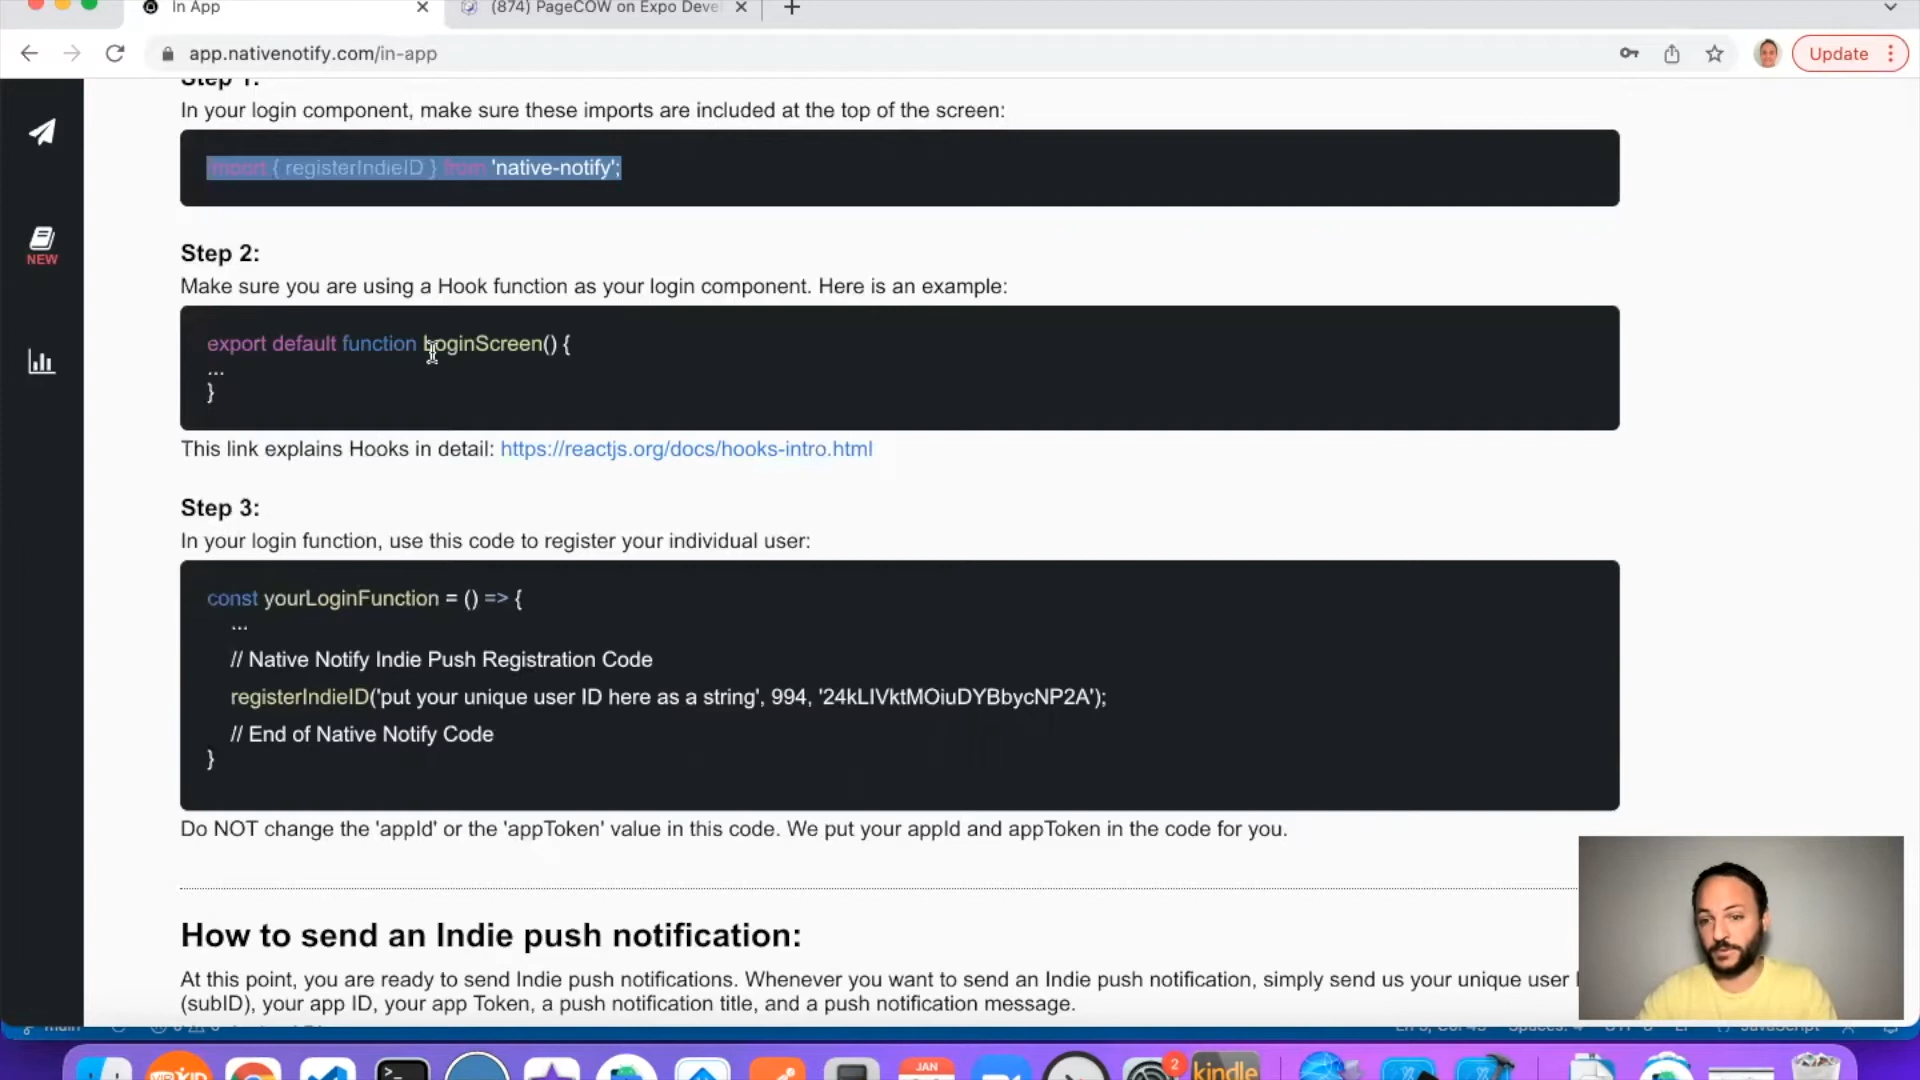 In App
(874) PageCOW on Expo Deve
app.nativenotify.com/in-app
Update
Step 1:
In your login component, make sure these imports are included at the top of the screen:
import { registerIndieID } from 'native-notify';
NEW
Step 2:
Make sure you are using a Hook function as your login component. Here is an example:
export default function LoginScreen() {
...
}
This link explains Hooks in detail: https://reactjs.org/docs/hooks-intro.html
Step 3:
In your login function, use this code to register your individual user:
const yourLoginFunction = () => {
...
// Native Notify Indie Push Registration Code
registerIndieID('put your unique user ID here as a string', 994, '24kLIVktMOiuDYBbycNP2A');
// End of Native Notify Code
}
Do NOT change the 'appId' or the 'appToken' value in this code. We put your appId and appToken in the code for you.
How to send an Indie push notification:
At this point, you are ready to send Indie push notifications. Whenever you want to send an Indie push notification, simply send us your unique user
(subID), your app ID, your app Token, a push notification title, and a push notification message.
main
JavaScript
JAN
2
kindle